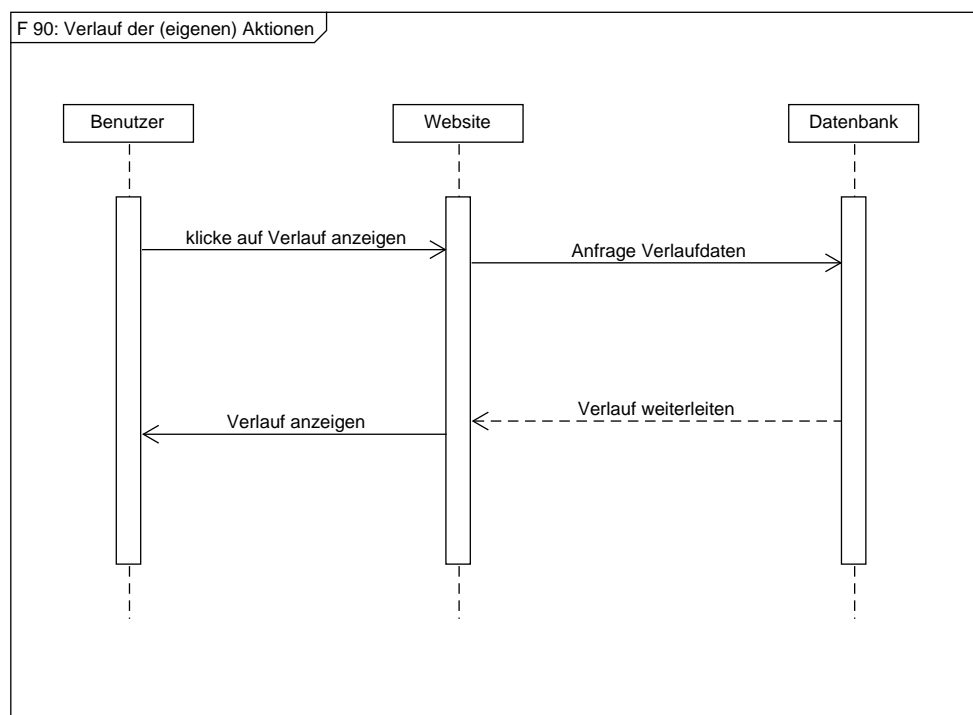 F 90: Verlauf der (eigenen) Aktionen
Benutzer
Website
Datenbank
klicke auf Verlauf anzeigen
Anfrage Verlaufdaten
Verlauf weiterleiten
Verlauf anzeigen